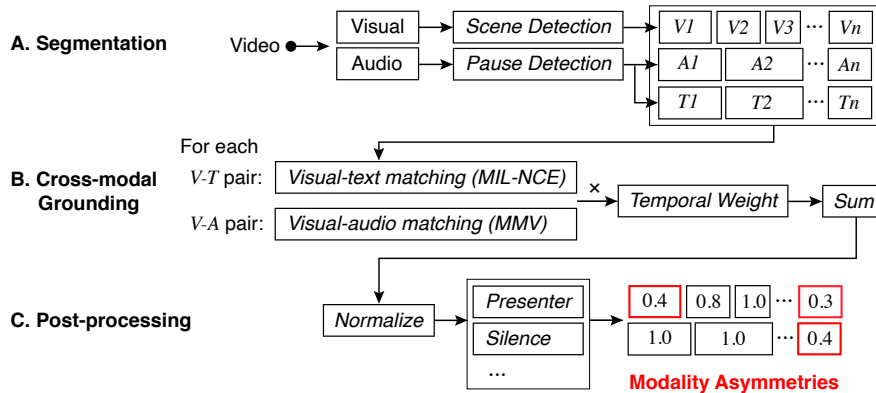 A. Segmentation
Video
Visual
Scene Detection
V1 V2 V3 ... Vn
Audio
Pause Detection
A1 A2 ... An
T1 T2 ... Tn
B. Cross-modal
Grounding
For each
V-T pair:
Visual-text matching (MIL-NCE)
V-A pair:
Visual-audio matching (MMV)
×
Temporal Weight
Sum
C. Post-processing
Normalize
Presenter
Silence
...
0.4 0.8 1.0 ... 0.3
1.0 1.0 ... 0.4
Modality Asymmetries